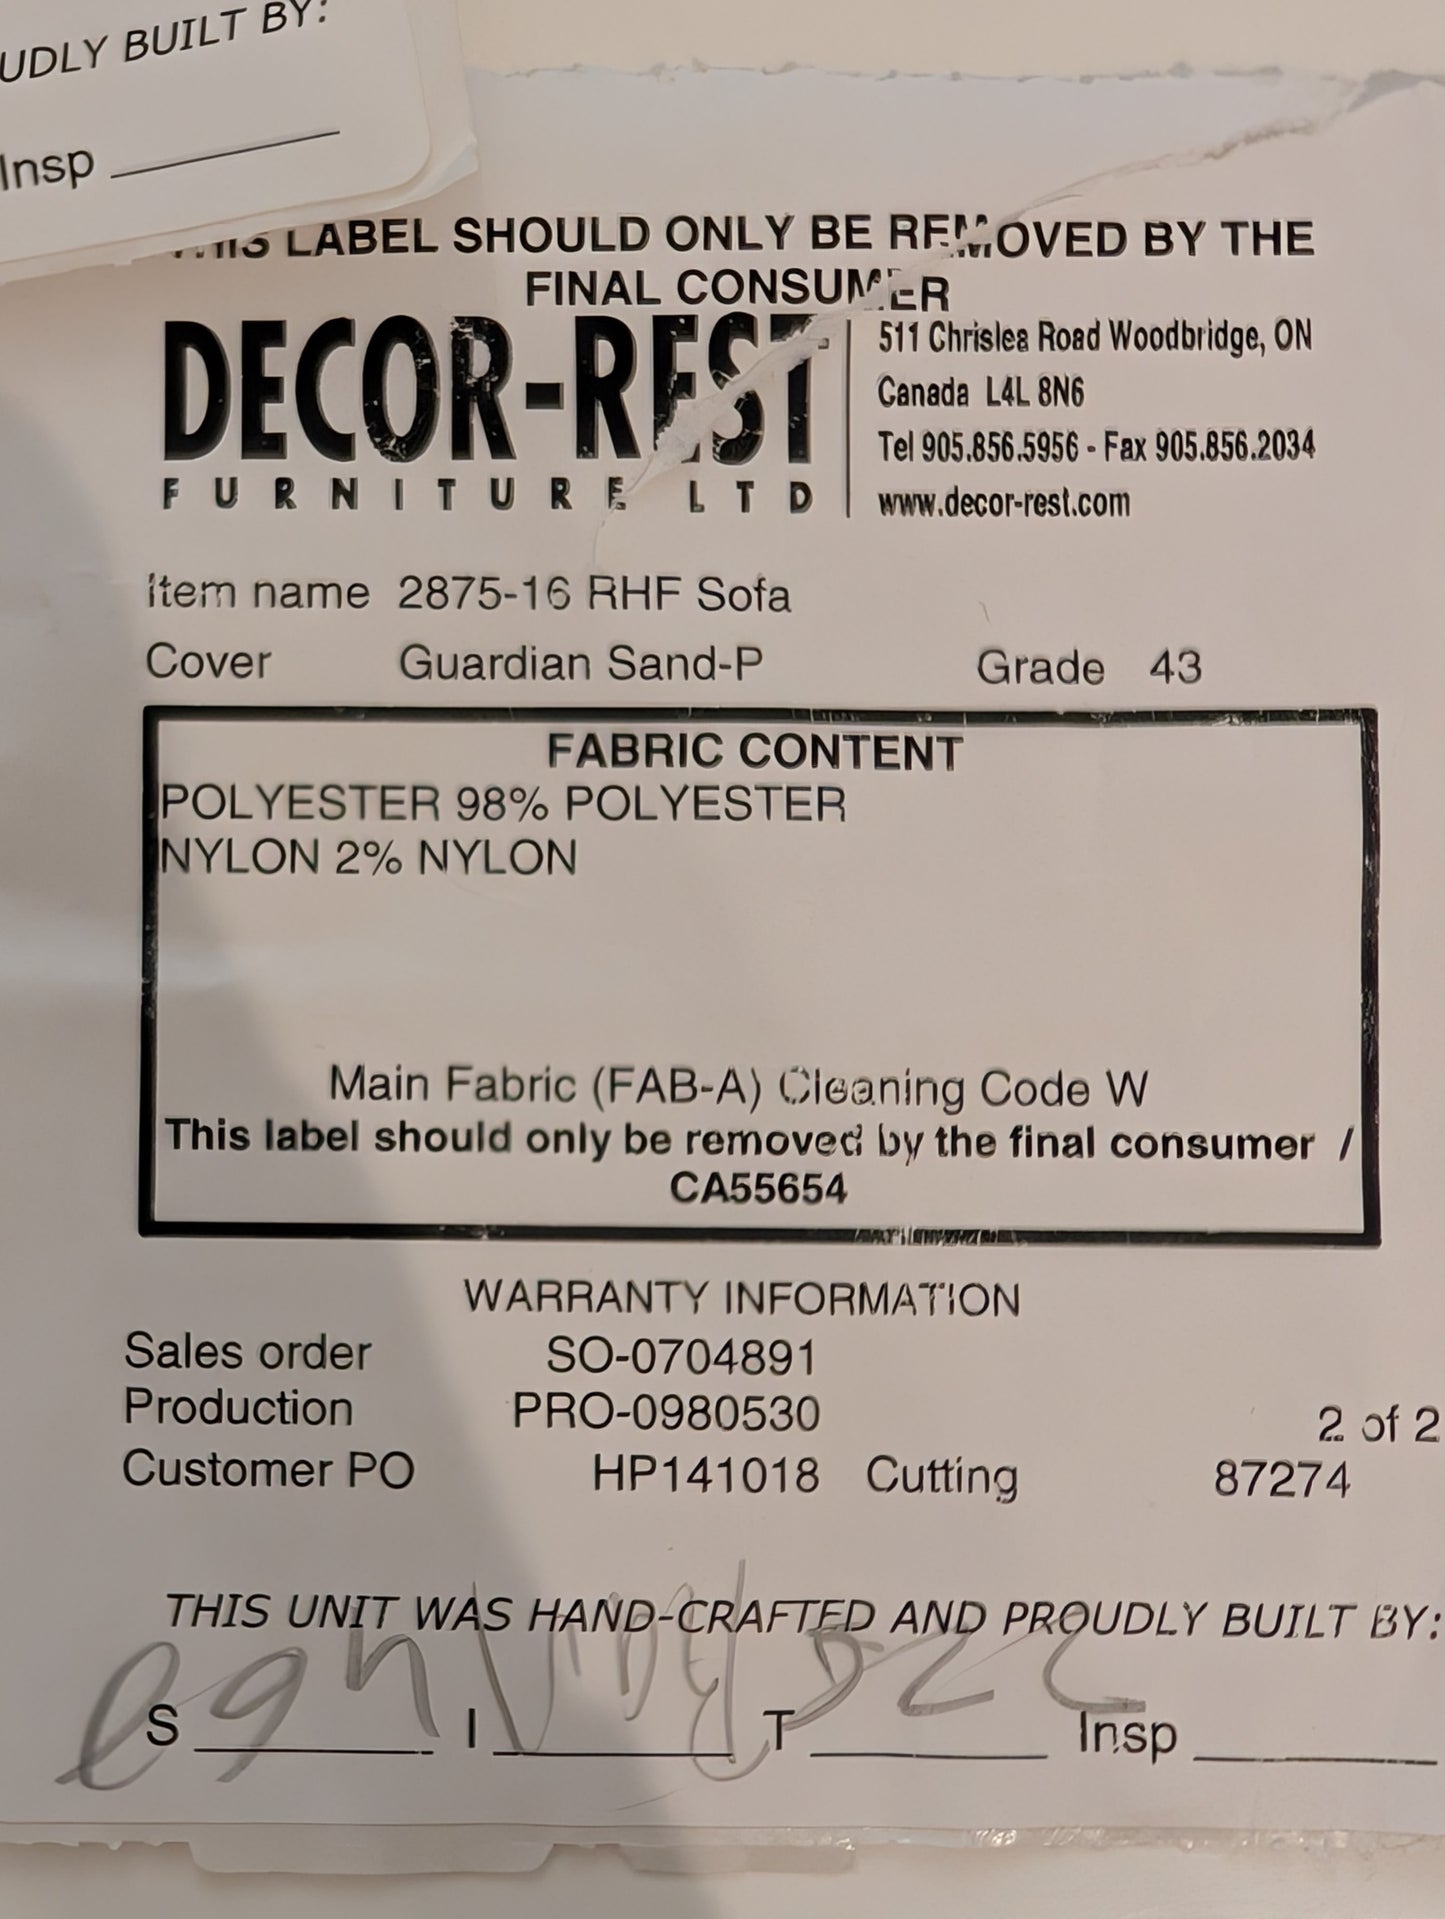 UDLY BUILT BY:
Insp
THIS LABEL SHOULD ONLY BE REMOVED BY THE
FINAL CONSUMER
DECOR-REST
FURNITURE LTD
511 Chrislea Road Woodbridge, ON
Canada L4L 8N6
Tel 905.856.5956 - Fax 905.856.2034
www.decor-rest.com
Item name 2875-16 RHF Sofa
Cover Guardian Sand-P Grade 43
FABRIC CONTENT
POLYESTER 98% POLYESTER
NYLON 2% NYLON
Main Fabric (FAB-A) Cleaning Code W
This label should only be removed by the final consumer /
CA55654
WARRANTY INFORMATION
Sales order SO-0704891
Production PRO-0980530 2 of 2
Customer PO HP141018 Cutting 87274
THIS UNIT WAS HAND-CRAFTED AND PROUDLY BUILT BY:
S I T Insp